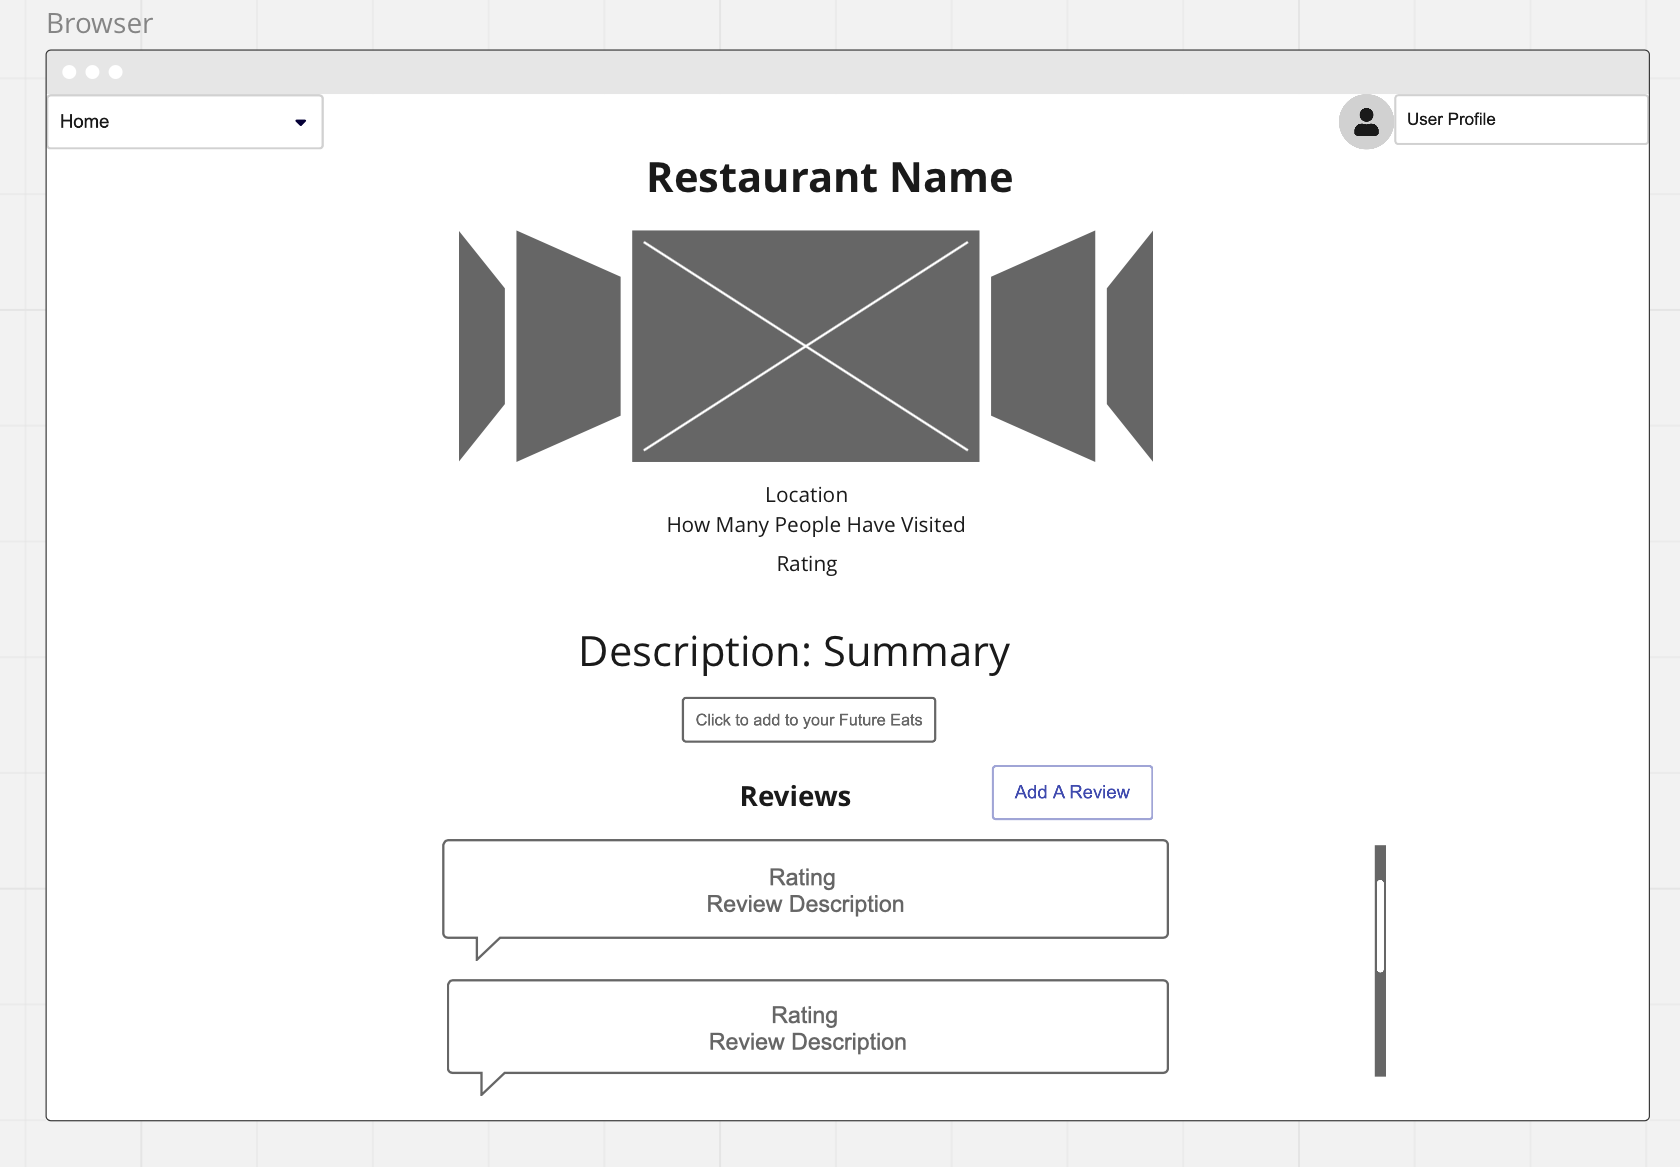 Browser
Home
User Profile
Restaurant Name
Location
How Many People Have Visited
Rating
Description: Summary
Click to add to your Future Eats
Reviews
Add A Review
Rating
Review Description
Rating
Review Description